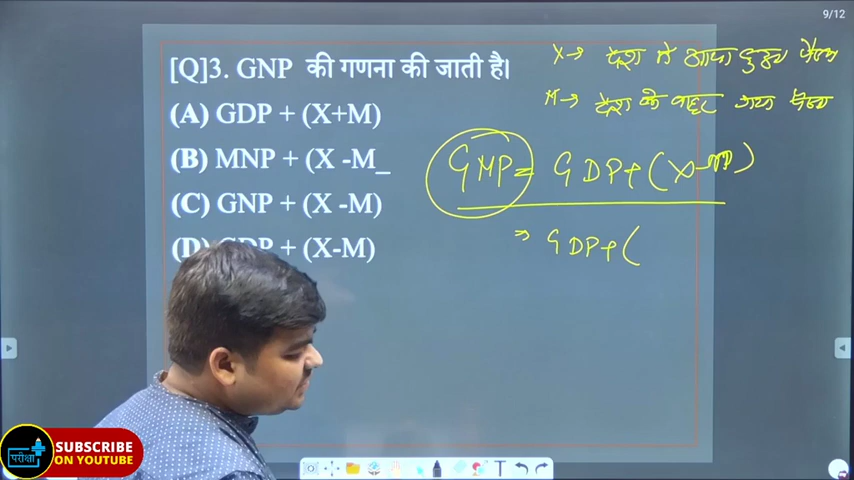 9/12
[Q]3. GNP की गणना की जाती है।
(A) GDP + (X+M)
(B) MNP + (X -M_
(C) GNP + (X -M)
(D) GDP + (X-M)
X→ देश में आया हुआ पैसा
M→ देश के बाहर गया पैसा
GNP = GDP+(X-M)
⇒ GDP+(
परीक्षा
SUBSCRIBE
ON YOUTUBE